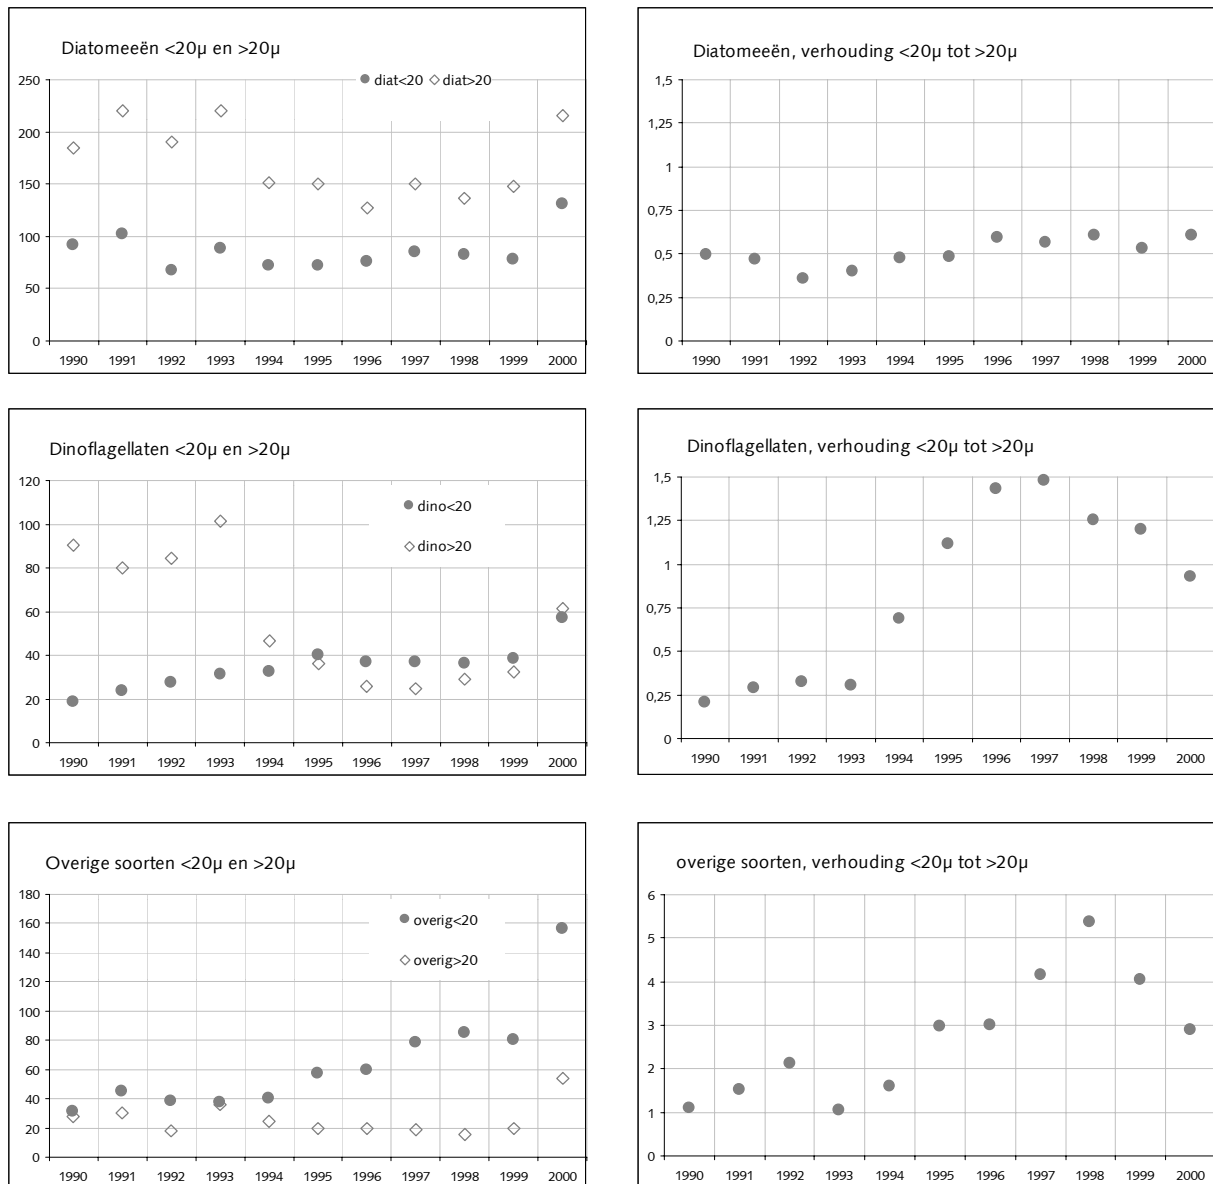 Diatomeeën <20µ en >20µ
diat<20 diat>20
250
200
150
100
50
0
1990 1991 1992 1993 1994 1995 1996 1997 1998 1999 2000
Diatomeeën, verhouding <20µ tot >20µ
1,5
1,25
1
0,75
0,5
0,25
0
1990 1991 1992 1993 1994 1995 1996 1997 1998 1999 2000
Dinoflagellaten <20µ en >20µ
120
100
80
60
40
20
0
dino<20
dino>20
1990 1991 1992 1993 1994 1995 1996 1997 1998 1999 2000
Dinoflagellaten, verhouding <20µ tot >20µ
1,5
1,25
1
0,75
0,5
0,25
0
1990 1991 1992 1993 1994 1995 1996 1997 1998 1999 2000
Overige soorten <20µ en >20µ
180
160
140
120
100
80
60
40
20
0
overig<20
overig>20
1990 1991 1992 1993 1994 1995 1996 1997 1998 1999 2000
overige soorten, verhouding <20µ tot >20µ
6
5
4
3
2
1
0
1990 1991 1992 1993 1994 1995 1996 1997 1998 1999 2000